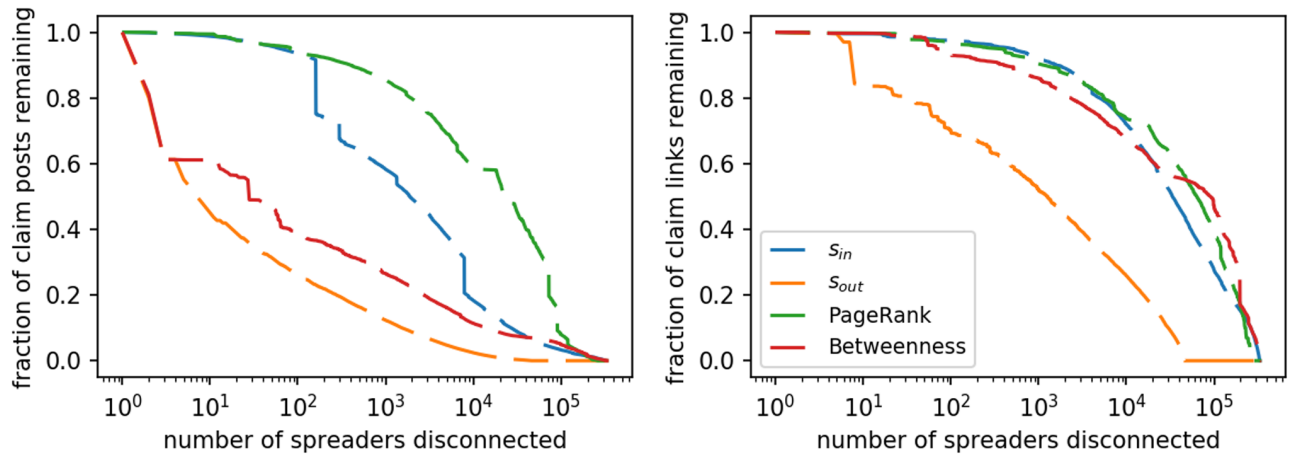 fraction of claim posts remaining
1.0
0.8
0.6
0.4
0.2
0.0
10^0 10^1 10^2 10^3 10^4 10^5
number of spreaders disconnected
fraction of claim links remaining
1.0
0.8
0.6
0.4
0.2
0.0
s_in
s_out
PageRank
Betweenness
10^0 10^1 10^2 10^3 10^4 10^5
number of spreaders disconnected